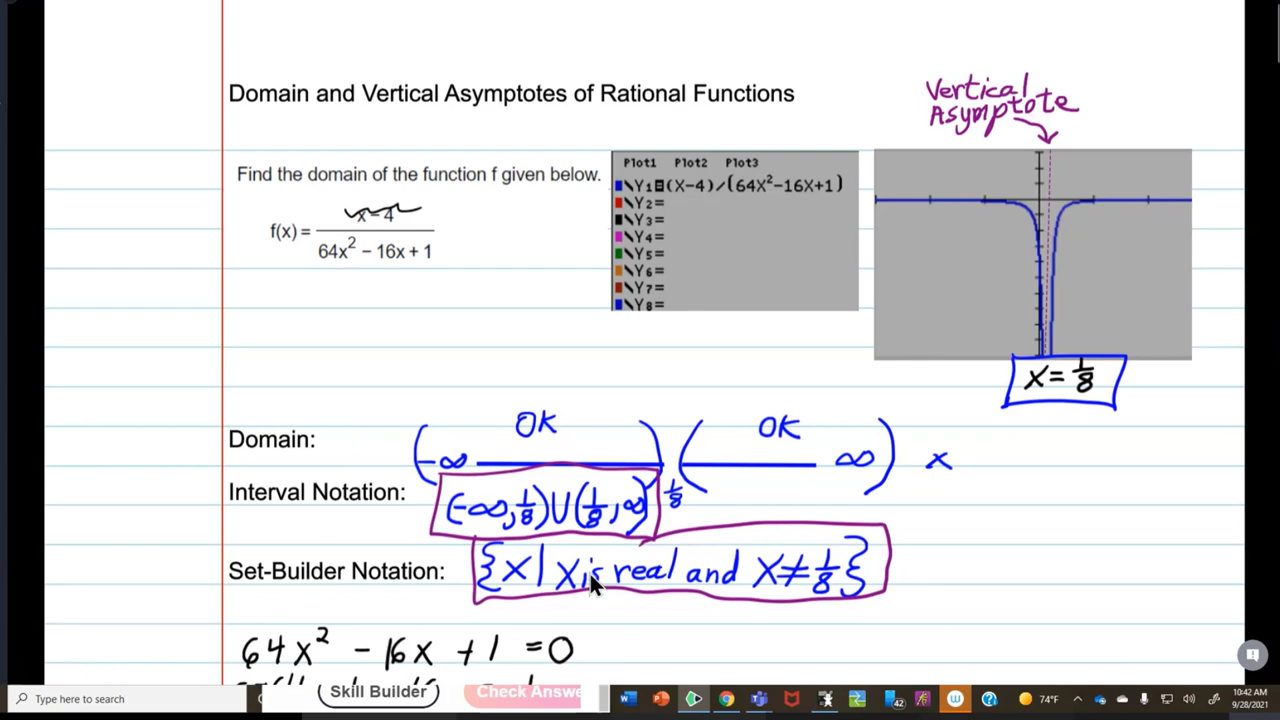 Domain and Vertical Asymptotes of Rational Functions
Vertical
Asymptote
Find the domain of the function f given below.
f(x) = x − 4
64x² − 16x + 1
Plot1 Plot2 Plot3
\Y₁=(X-4)/(64X²-16X+1)
\Y₂=
\Y₃=
\Y₄=
\Y₅=
\Y₆=
\Y₇=
\Y₈=
x = 1/8
Domain:
OK OK
(-∞ ) ( ∞) x
1/8
Interval Notation: (-∞, 1/8) U (1/8, ∞)
Set-Builder Notation: {x | x is real and x ≠ 1/8}
64x² - 16x + 1 = 0
Type here to search
Skill Builder
Check Answe
42
74°F
10:42 AM
9/28/2021